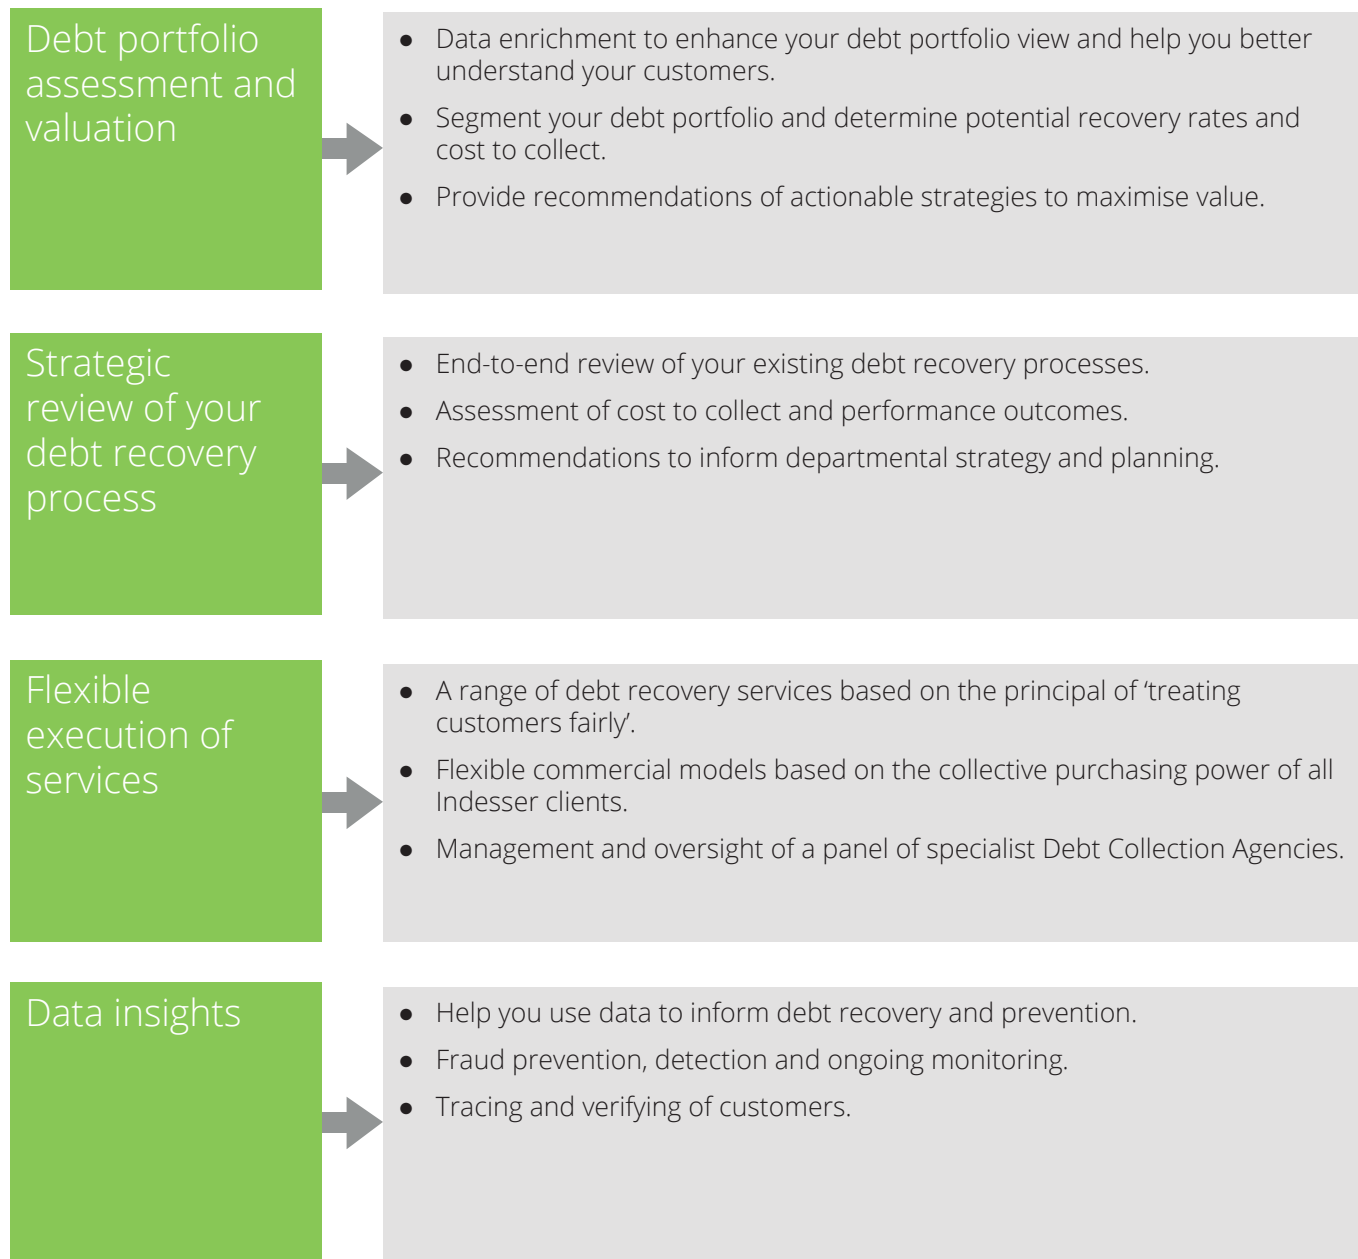 Debt portfolio
assessment and
valuation
● Data enrichment to enhance your debt portfolio view and help you better
understand your customers.
● Segment your debt portfolio and determine potential recovery rates and
cost to collect.
● Provide recommendations of actionable strategies to maximise value.
Strategic
review of your
debt recovery
process
● End-to-end review of your existing debt recovery processes.
● Assessment of cost to collect and performance outcomes.
● Recommendations to inform departmental strategy and planning.
Flexible
execution of
services
● A range of debt recovery services based on the principal of ‘treating
customers fairly’.
● Flexible commercial models based on the collective purchasing power of all
Indesser clients.
● Management and oversight of a panel of specialist Debt Collection Agencies.
Data insights
● Help you use data to inform debt recovery and prevention.
● Fraud prevention, detection and ongoing monitoring.
● Tracing and verifying of customers.